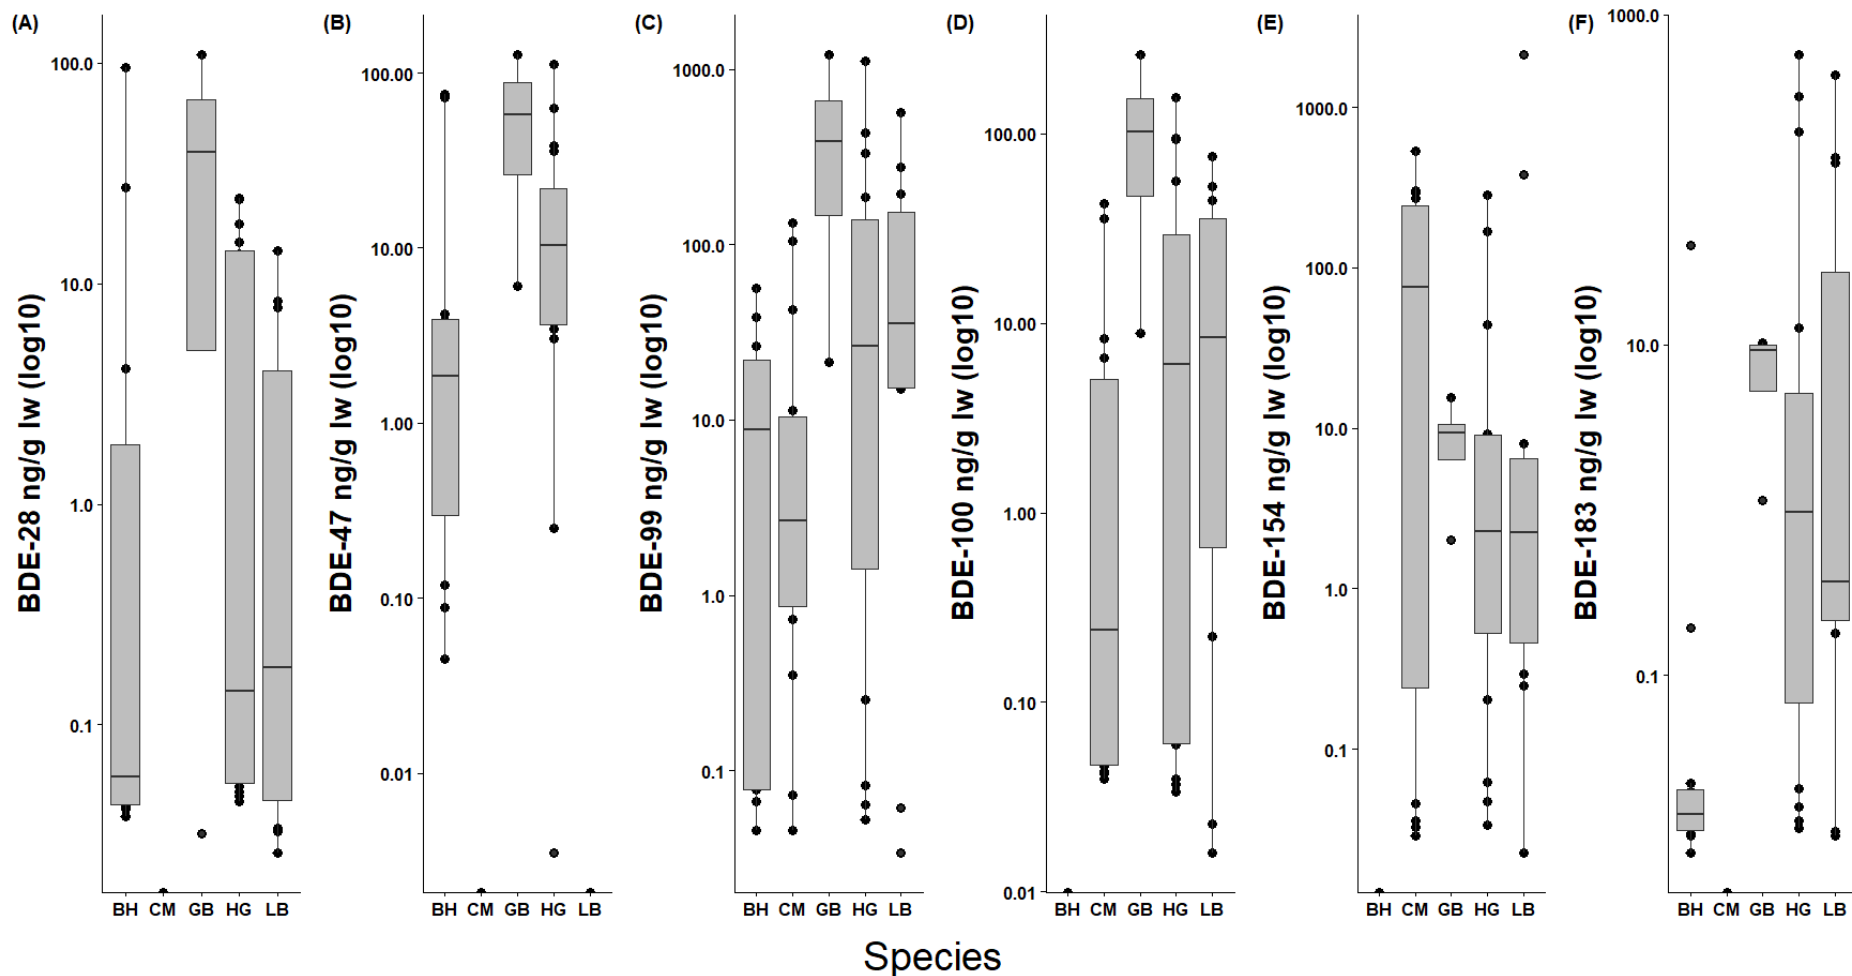 (A)
BDE-28 ng/g lw (log10)
100.0
10.0
1.0
0.1
BH CM GB HG LB
(B)
BDE-47 ng/g lw (log10)
100.00
10.00
1.00
0.10
0.01
BH CM GB HG LB
(C)
BDE-99 ng/g lw (log10)
1000.0
100.0
10.0
1.0
0.1
BH CM GB HG LB
(D)
BDE-100 ng/g lw (log10)
100.00
10.00
1.00
0.10
0.01
BH CM GB HG LB
(E)
BDE-154 ng/g lw (log10)
1000.0
100.0
10.0
1.0
0.1
BH CM GB HG LB
(F)
BDE-183 ng/g lw (log10)
1000.0
10.0
0.1
BH CM GB HG LB
Species